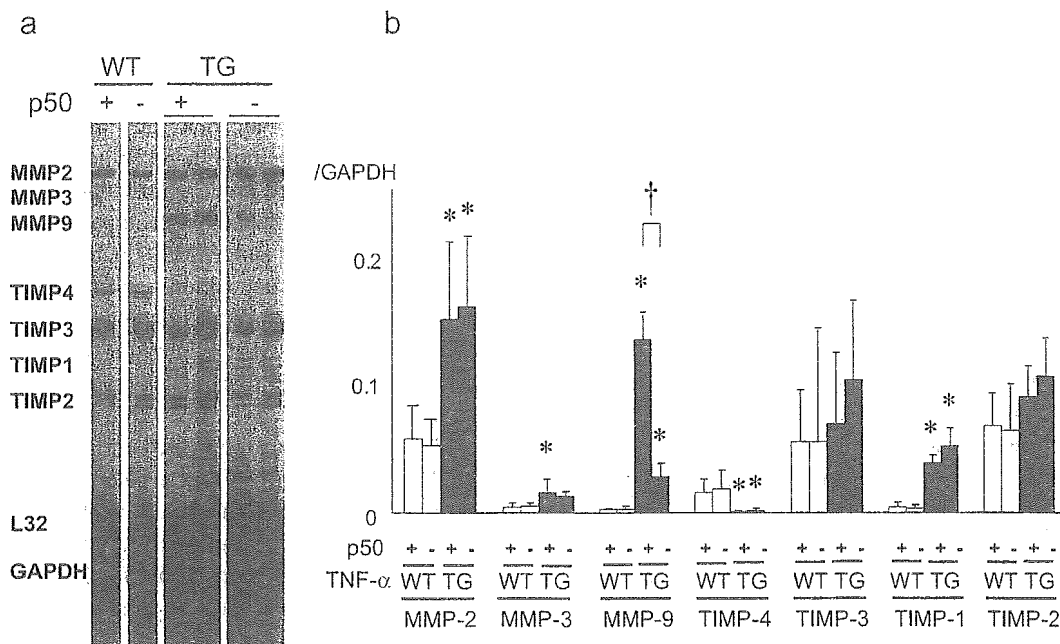 a
WT TG
p50 + - + -
MMP2
MMP3
MMP9
TIMP4
TIMP3
TIMP1
TIMP2
L32
GAPDH
b
/GAPDH
†
* * * * * ** * *
0.2
0.1
0
p50 + - + - + - + - + - + - + - + - + - + - + - + - + - + -
TNF-α WT TG WT TG WT TG WT TG WT TG WT TG WT TG
MMP-2 MMP-3 MMP-9 TIMP-4 TIMP-3 TIMP-1 TIMP-2